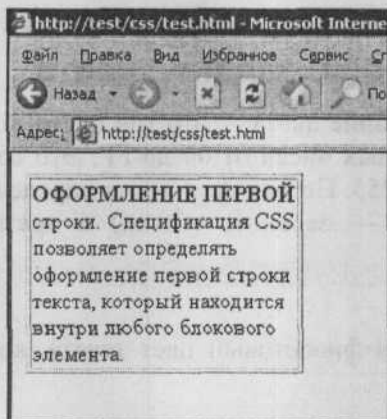 http://test/css/test.html - Microsoft Interne
Файл Правка Вид Избранное Сервис
Назад
Адрес: http://test/css/test.html
ОФОРМЛЕНИЕ ПЕРВОЙ
строки. Спецификация CSS
позволяет определять
оформление первой строки
текста, который находится
внутри любого блокового
элемента.